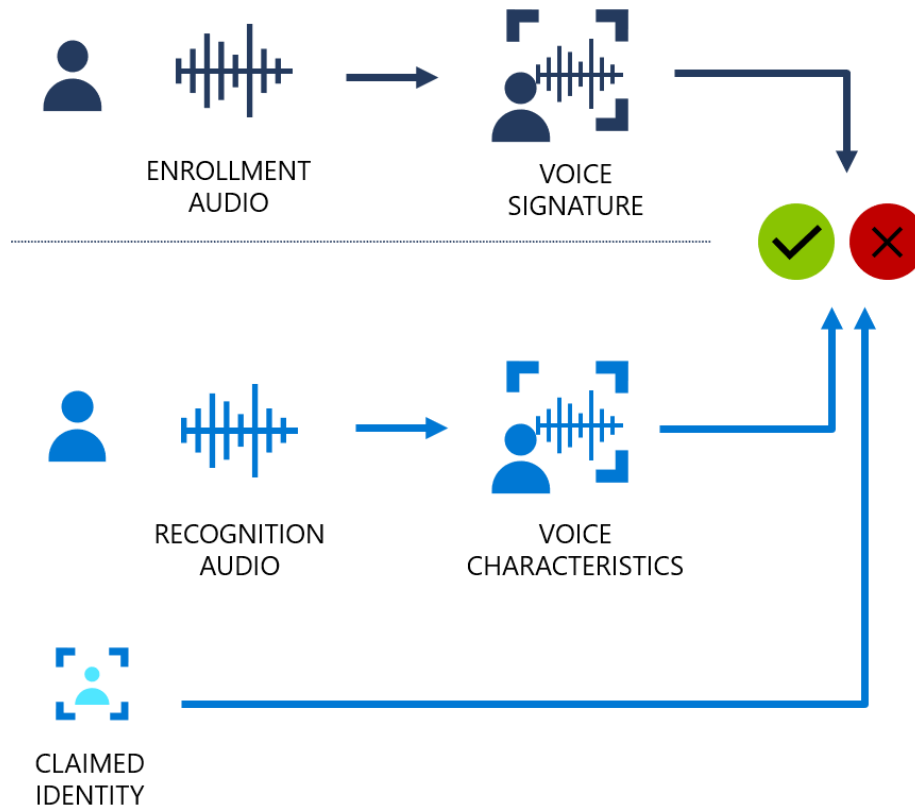 ENROLLMENT
AUDIO
VOICE
SIGNATURE
RECOGNITION
AUDIO
VOICE
CHARACTERISTICS
CLAIMED
IDENTITY